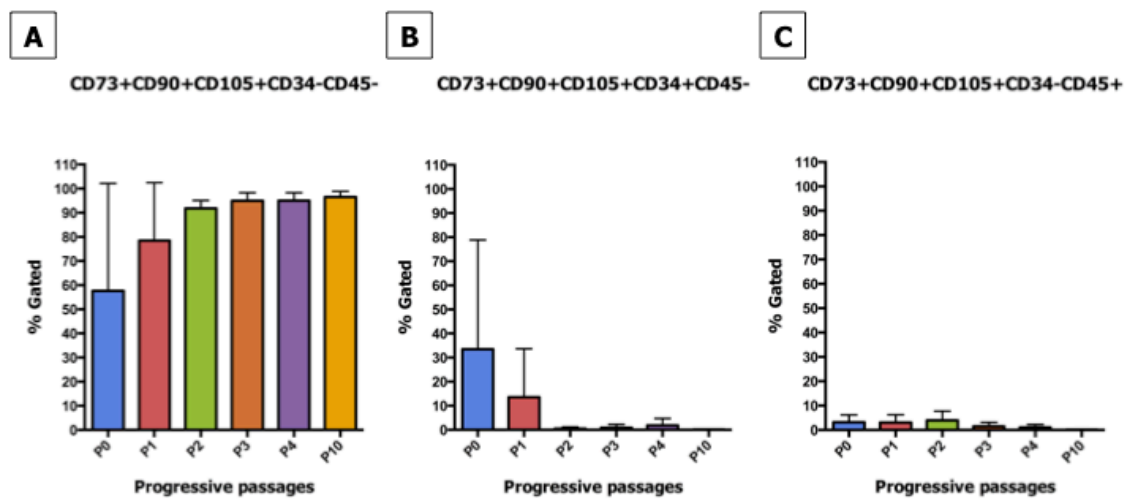 A
CD73+CD90+CD105+CD34-CD45-
110
100
90
80
70
60
50
40
30
20
10
0
% Gated
P0
P1
P2
P3
P4
P10
Progressive passages
B
CD73+CD90+CD105+CD34+CD45-
110
100
90
80
70
60
50
40
30
20
10
0
% Gated
P0
P1
P2
P3
P4
P10
Progressive passages
C
CD73+CD90+CD105+CD34-CD45+
110
100
90
80
70
60
50
40
30
20
10
0
% Gated
P0
P1
P2
P3
P4
P10
Progressive passages